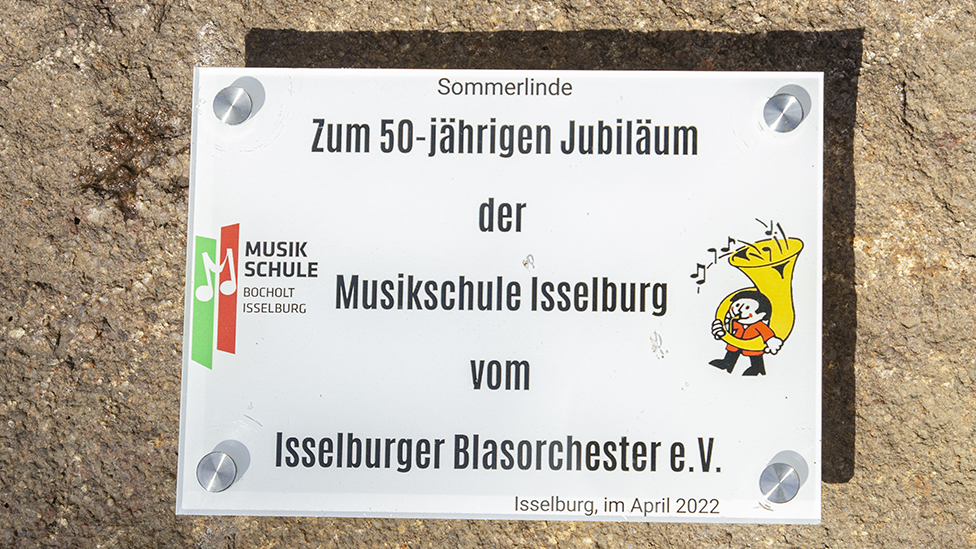 Sommerlinde
Zum 50-jährigen Jubiläum
der
MUSIK
SCHULE
BOCHOLT
ISSELBURG
Musikschule Isselburg
vom
Isselburger Blasorchester e.V.
Isselburg, im April 2022